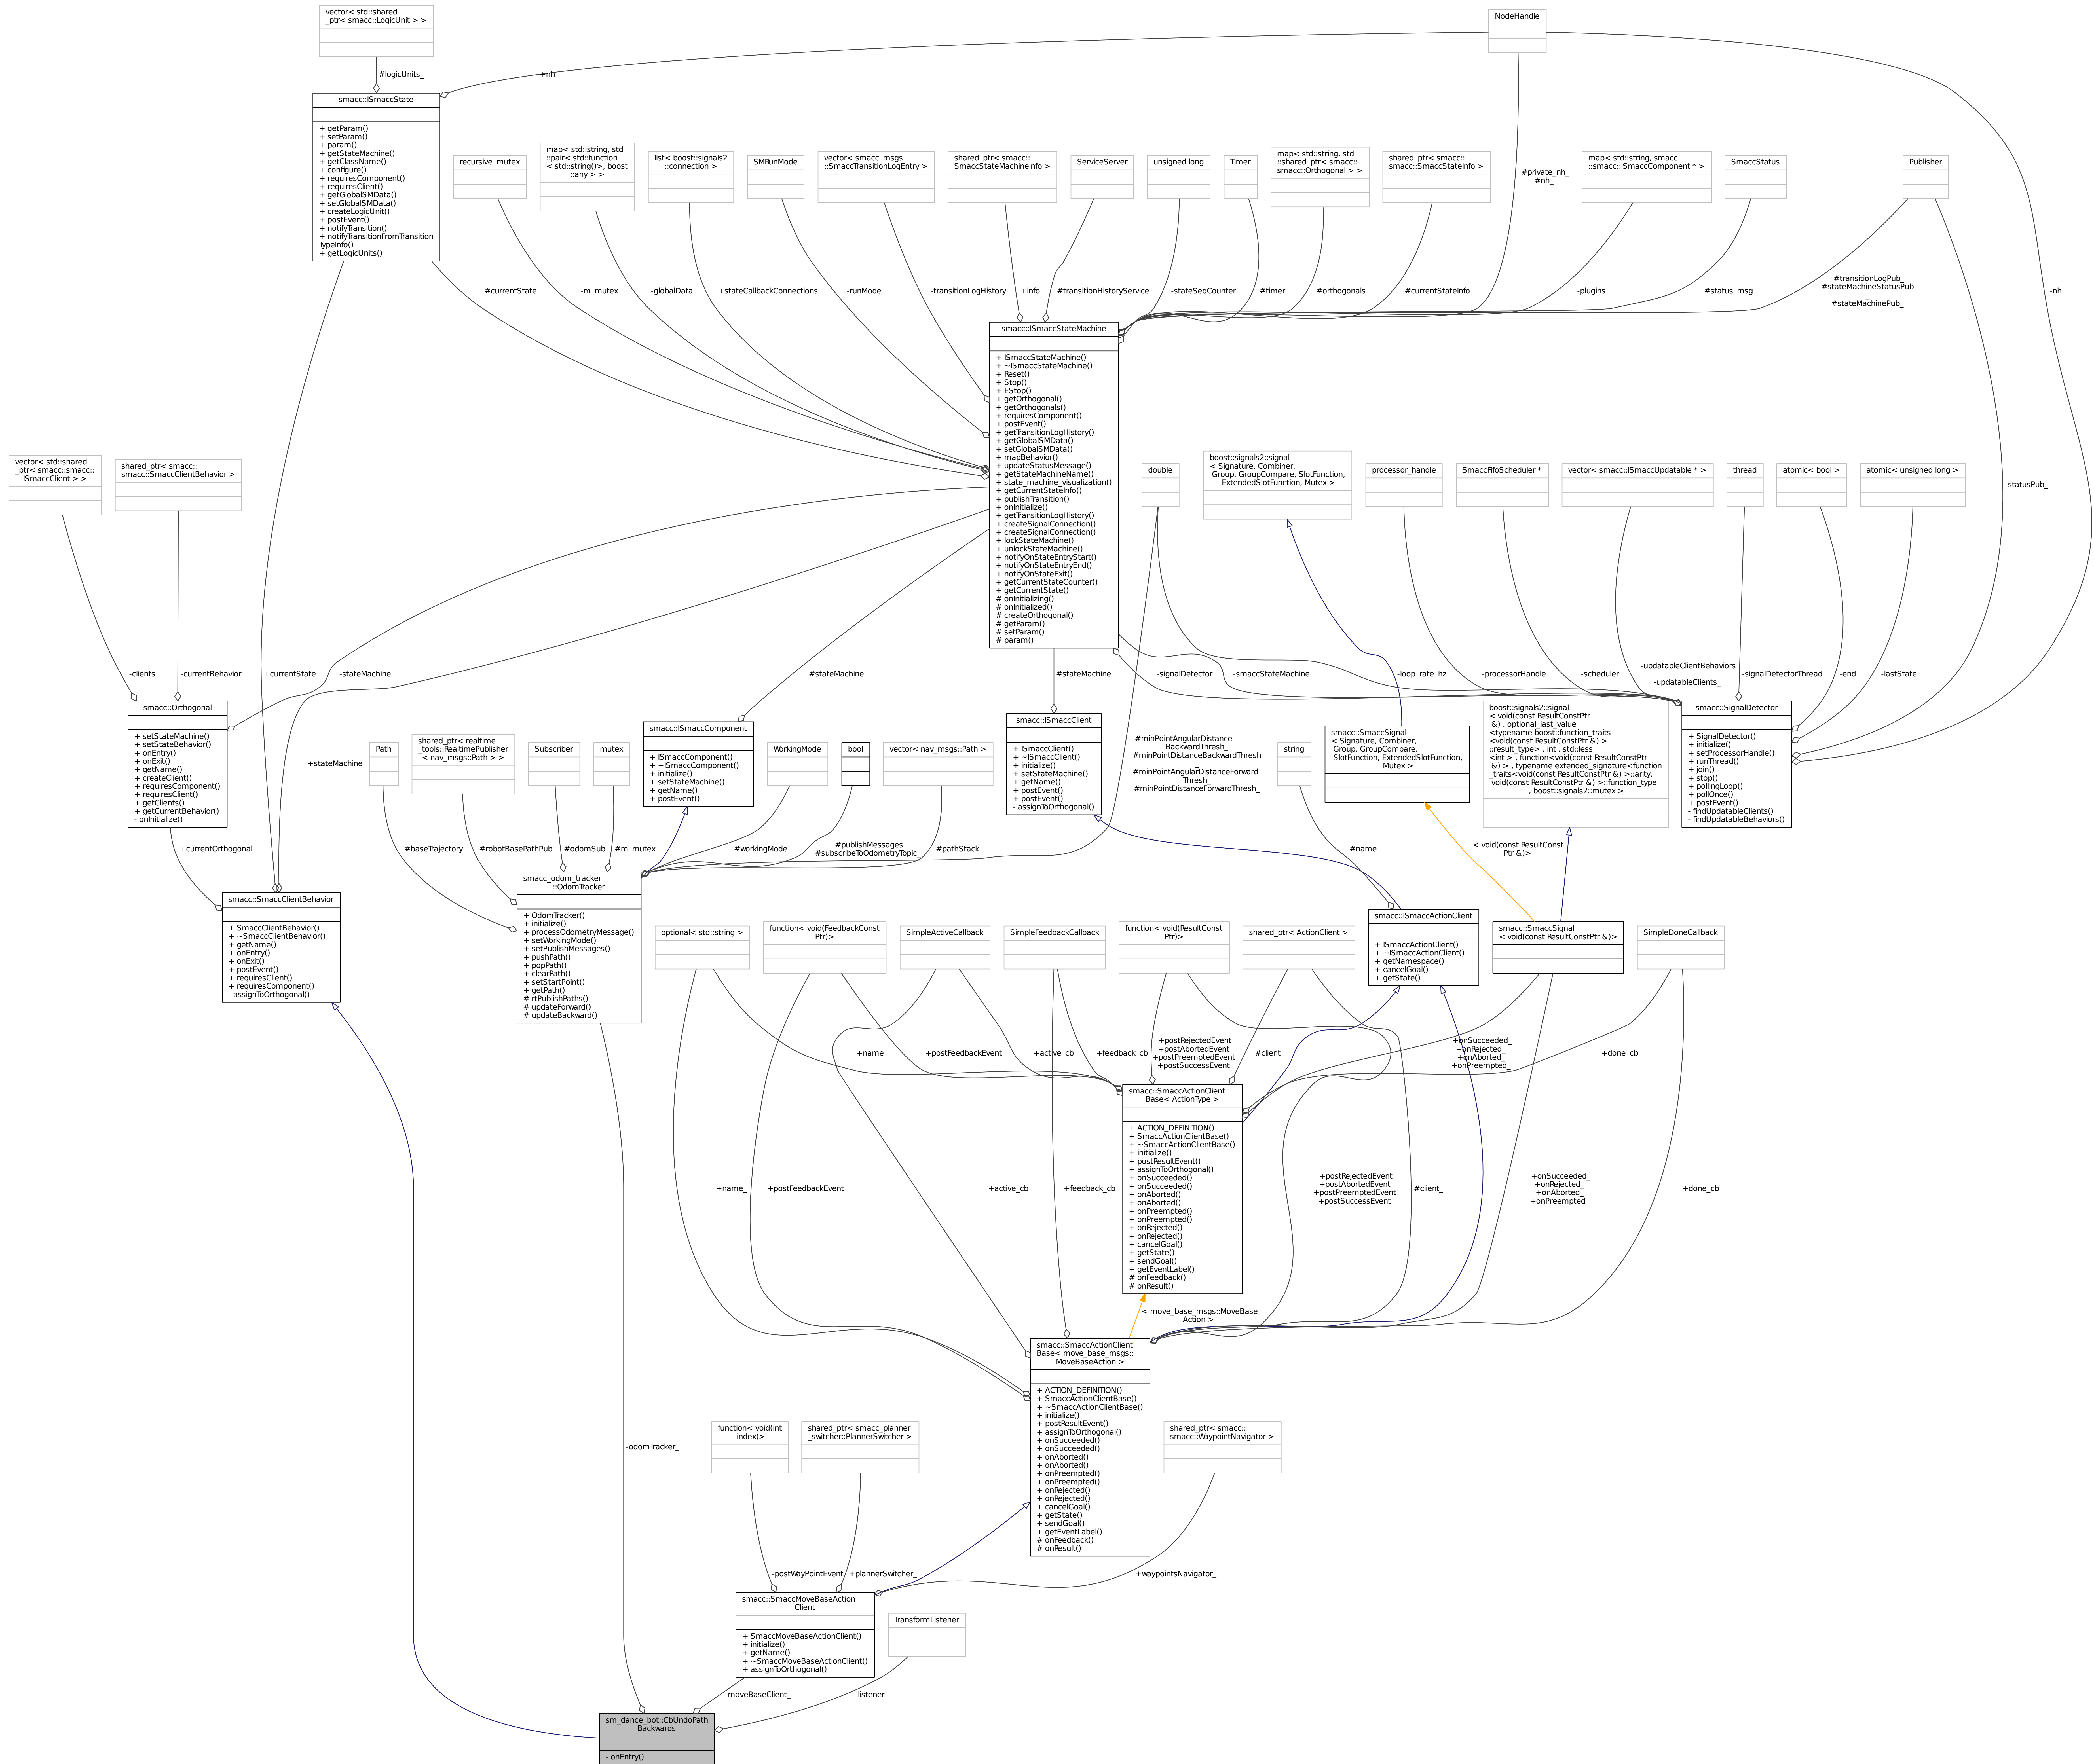 vector< std::shared
_ptr< smacc::LogicUnit > >
NodeHandle
#logicUnits_
+nh
smacc::ISmaccState
+ getParam()
+ setParam()
+ param()
+ getStateMachine()
+ getClassName()
+ configure()
+ requiresComponent()
+ requiresClient()
+ getGlobalSMData()
+ setGlobalSMData()
+ createLogicUnit()
+ postEvent()
+ notifyTransition()
+ notifyTransitionFromTransition
TypeInfo()
+ getLogicUnits()
recursive_mutex
map< std::string, std
::pair< std::function
< std::string()>, boost
::any > >
list< boost::signals2
::connection >
SMRunMode
vector< smacc_msgs
::SmaccTransitionLogEntry >
shared_ptr< smacc::
SmaccStateMachineInfo >
ServiceServer
unsigned long
Timer
map< std::string, std
::shared_ptr< smacc::
smacc::Orthogonal > >
shared_ptr< smacc::
smacc::SmaccStateInfo >
#private_nh_
#nh_
map< std::string, smacc
::smacc::ISmaccComponent * >
SmaccStatus
Publisher
#currentState_
-m_mutex_
-globalData_
+stateCallbackConnections
-runMode_
-transitionLogHistory_
+info_
#transitionHistoryService_
-stateSeqCounter_
#timer_
#orthogonals_
#currentStateInfo_
-plugins_
#status_msg_
#transitionLogPub_
#stateMachineStatusPub
_
#stateMachinePub_
-nh_
smacc::ISmaccStateMachine
+ ISmaccStateMachine()
+ ~ISmaccStateMachine()
+ Reset()
+ Stop()
+ EStop()
+ getOrthogonal()
+ getOrthogonals()
+ requiresComponent()
+ postEvent()
+ getTransitionLogHistory()
+ getGlobalSMData()
+ setGlobalSMData()
+ mapBehavior()
+ updateStatusMessage()
+ getStateMachineName()
+ state_machine_visualization()
+ getCurrentStateInfo()
+ publishTransition()
+ onInitialize()
+ getTransitionLogHistory()
+ createSignalConnection()
+ createSignalConnection()
+ lockStateMachine()
+ unlockStateMachine()
+ notifyOnStateEntryStart()
+ notifyOnStateEntryEnd()
+ notifyOnStateExit()
+ getCurrentStateCounter()
+ getCurrentState()
# onInitializing()
# onInitialized()
# createOrthogonal()
# getParam()
# setParam()
# param()
vector< std::shared
_ptr< smacc::smacc::
ISmaccClient > >
shared_ptr< smacc::
smacc::SmaccClientBehavior >
double
boost::signals2::signal
< Signature, Combiner,
Group, GroupCompare, SlotFunction,
ExtendedSlotFunction, Mutex >
processor_handle
SmaccFifoScheduler *
vector< smacc::ISmaccUpdatable * >
thread
atomic< bool >
atomic< unsigned long >
-statusPub_
-clients_
-currentBehavior_
+currentState
-stateMachine_
#stateMachine_
#stateMachine_
-signalDetector_
-smaccStateMachine_
-loop_rate_hz
-processorHandle_
-scheduler_
-updatableClientBehaviors
_
-updatableClients_
-signalDetectorThread_
-end_
-lastState_
smacc::Orthogonal
+ setStateMachine()
+ setStateBehavior()
+ onEntry()
+ onExit()
+ getName()
+ createClient()
+ requiresComponent()
+ requiresClient()
+ getClients()
+ getCurrentBehavior()
- onInitialize()
+stateMachine
Path
shared_ptr< realtime
_tools::RealtimePublisher
< nav_msgs::Path > >
Subscriber
mutex
smacc::ISmaccComponent
+ ISmaccComponent()
+ ~ISmaccComponent()
+ initialize()
+ setStateMachine()
+ getName()
+ postEvent()
WorkingMode
bool
vector< nav_msgs::Path >
smacc::ISmaccClient
+ ISmaccClient()
+ ~ISmaccClient()
+ initialize()
+ setStateMachine()
+ getName()
+ postEvent()
+ postEvent()
- assignToOrthogonal()
#minPointAngularDistance
BackwardThresh_
#minPointDistanceBackwardThresh
_
#minPointAngularDistanceForward
Thresh_
#minPointDistanceForwardThresh_
string
smacc::SmaccSignal
< Signature, Combiner,
Group, GroupCompare,
SlotFunction, ExtendedSlotFunction,
Mutex >
boost::signals2::signal
< void(const ResultConstPtr
&) , optional_last_value
<typename boost::function_traits
<void(const ResultConstPtr &) >
::result_type> , int , std::less
<int > , function<void(const ResultConstPtr
&) > , typename extended_signature<function
_traits<void(const ResultConstPtr &) >::arity,
void(const ResultConstPtr &) >::function_type
, boost::signals2::mutex >
smacc::SignalDetector
+ SignalDetector()
+ initialize()
+ setProcessorHandle()
+ runThread()
+ join()
+ stop()
+ pollingLoop()
+ pollOnce()
+ postEvent()
- findUpdatableClients()
- findUpdatableBehaviors()
+currentOrthogonal
#baseTrajectory_
#robotBasePathPub_
#odomSub_
#m_mutex_
#workingMode_
#publishMessages
#subscribeToOdometryTopic_
#pathStack_
#name_
< void(const ResultConst
Ptr &)>
smacc::SmaccClientBehavior
+ SmaccClientBehavior()
+ ~SmaccClientBehavior()
+ getName()
+ onEntry()
+ onExit()
+ postEvent()
+ requiresClient()
+ requiresComponent()
- assignToOrthogonal()
smacc_odom_tracker
::OdomTracker
+ OdomTracker()
+ initialize()
+ processOdometryMessage()
+ setWorkingMode()
+ setPublishMessages()
+ pushPath()
+ popPath()
+ clearPath()
+ setStartPoint()
+ getPath()
# rtPublishPaths()
# updateForward()
# updateBackward()
optional< std::string >
function< void(FeedbackConst
Ptr)>
SimpleActiveCallback
SimpleFeedbackCallback
function< void(ResultConst
Ptr)>
shared_ptr< ActionClient >
smacc::ISmaccActionClient
+ ISmaccActionClient()
+ ~ISmaccActionClient()
+ getNamespace()
+ cancelGoal()
+ getState()
smacc::SmaccSignal
< void(const ResultConstPtr &)>
SimpleDoneCallback
+name_
+postFeedbackEvent
+active_cb
+feedback_cb
+postRejectedEvent
+postAbortedEvent
+postPreemptedEvent
+postSuccessEvent
#client_
+onSucceeded_
+onRejected_
+onAborted_
+onPreempted_
+done_cb
smacc::SmaccActionClient
Base< ActionType >
+ ACTION_DEFINITION()
+ SmaccActionClientBase()
+ ~SmaccActionClientBase()
+ initialize()
+ postResultEvent()
+ assignToOrthogonal()
+ onSucceeded()
+ onSucceeded()
+ onAborted()
+ onAborted()
+ onPreempted()
+ onPreempted()
+ onRejected()
+ onRejected()
+ cancelGoal()
+ getState()
+ sendGoal()
+ getEventLabel()
# onFeedback()
# onResult()
+name_
+postFeedbackEvent
+active_cb
+feedback_cb
+postRejectedEvent
+postAbortedEvent
+postPreemptedEvent
+postSuccessEvent
#client_
+onSucceeded_
+onRejected_
+onAborted_
+onPreempted_
+done_cb
< move_base_msgs::MoveBase
Action >
smacc::SmaccActionClient
Base< move_base_msgs::
MoveBaseAction >
+ ACTION_DEFINITION()
+ SmaccActionClientBase()
+ ~SmaccActionClientBase()
+ initialize()
+ postResultEvent()
+ assignToOrthogonal()
+ onSucceeded()
+ onSucceeded()
+ onAborted()
+ onAborted()
+ onPreempted()
+ onPreempted()
+ onRejected()
+ onRejected()
+ cancelGoal()
+ getState()
+ sendGoal()
+ getEventLabel()
# onFeedback()
# onResult()
function< void(int
index)>
shared_ptr< smacc_planner
_switcher::PlannerSwitcher >
shared_ptr< smacc::
smacc::WaypointNavigator >
-odomTracker_
-postWayPointEvent
+plannerSwitcher_
+waypointsNavigator_
smacc::SmaccMoveBaseAction
Client
+ SmaccMoveBaseActionClient()
+ initialize()
+ getName()
+ ~SmaccMoveBaseActionClient()
+ assignToOrthogonal()
TransformListener
-moveBaseClient_
-listener
sm_dance_bot::CbUndoPath
Backwards
- onEntry()